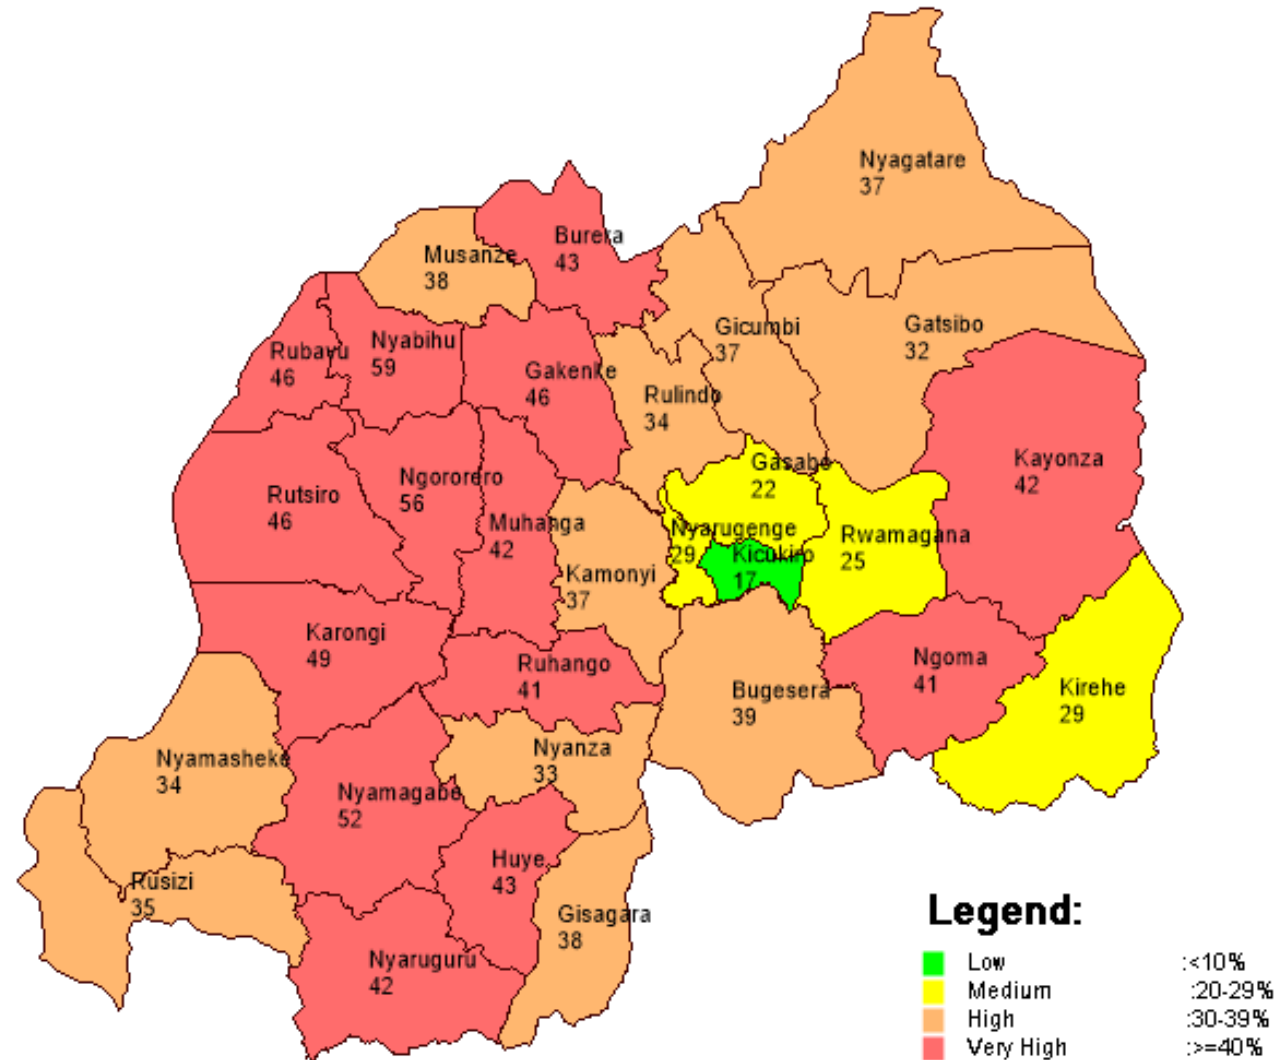 Nyagatare
37
Burera
43
Musanze
38
Gicumbi
37
Gatsibo
32
Nyabihu
59
Rubavu
46
Gakenke
46
Rulindo
34
Kayonza
42
Gasabo
22
Ngororero
56
Rutsiro
46
Muhanga
42
Nyarugenge
29
Kicukiro
17
Rwamagana
25
Kamonyi
37
Karongi
49
Ruhango
41
Ngoma
41
Bugesera
39
Kirehe
29
Nyanza
33
Nyamasheke
34
Nyamagabe
52
Huye
43
Rusizi
35
Gisagara
38
Nyaruguru
42
Legend:
Low :<10%
Medium :20-29%
High :30-39%
Very High :>=40%